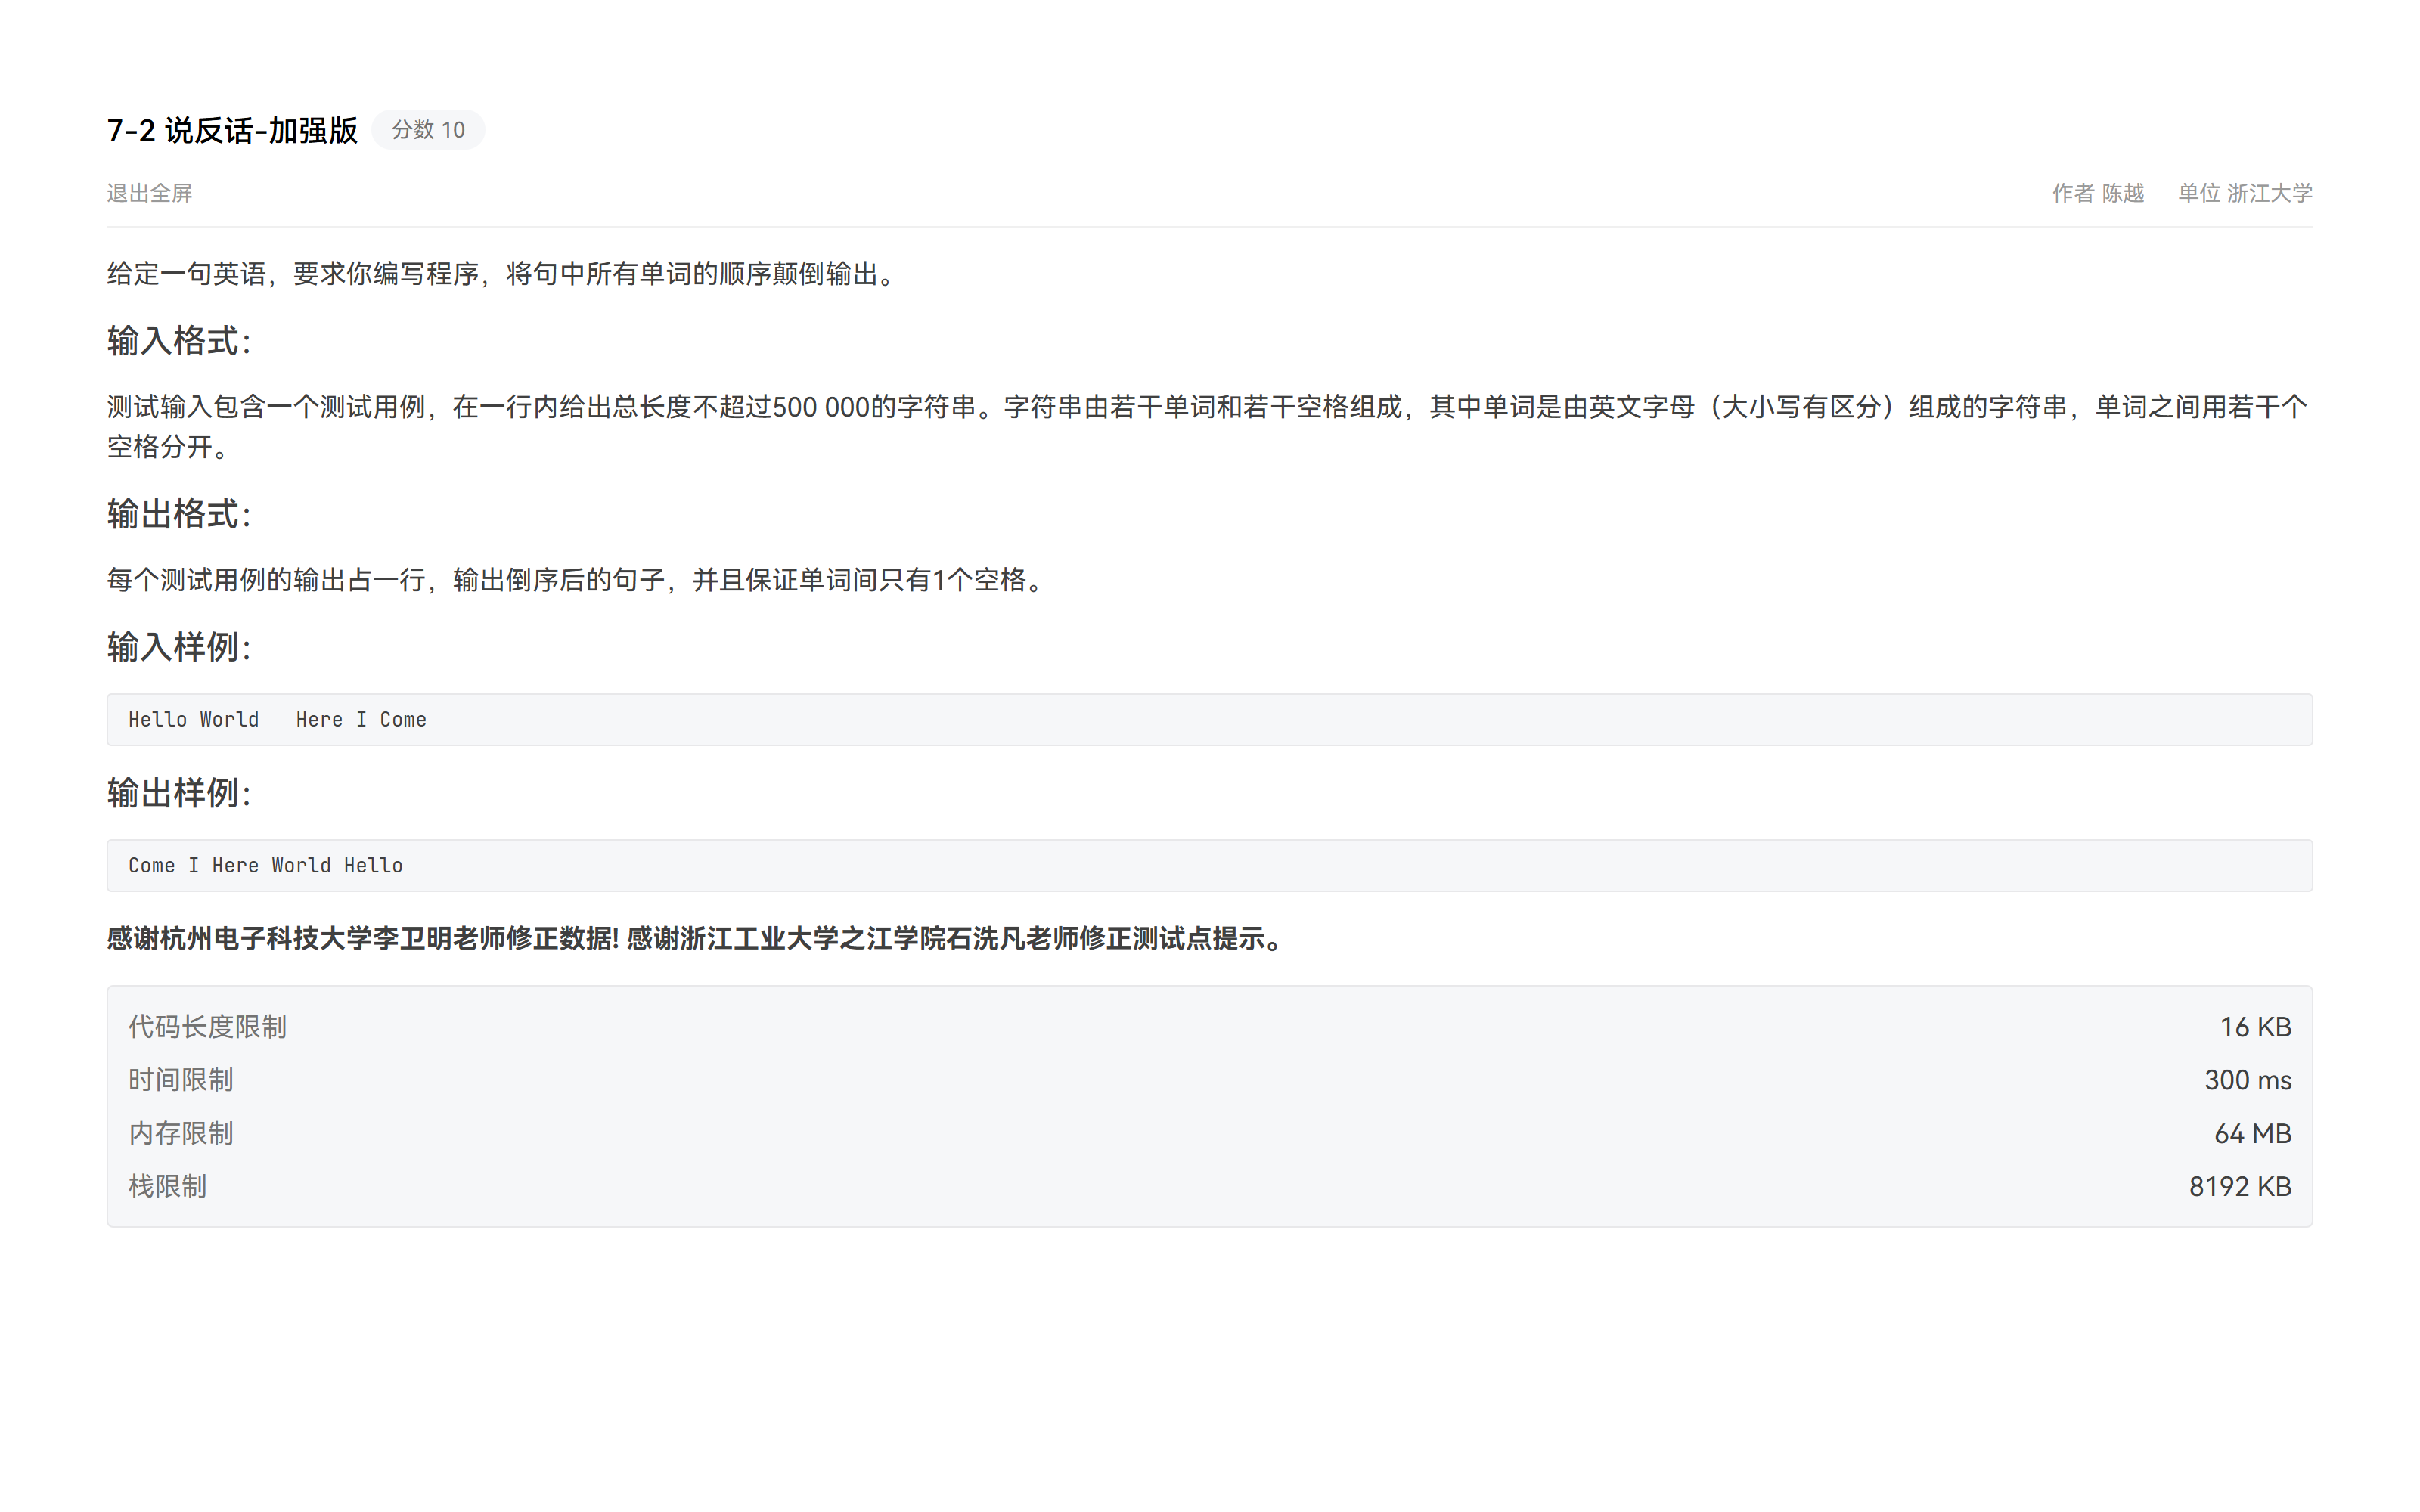 7-2 说反话-加强版 分数 10
退出全屏 作者 陈越 单位 浙江大学
给定一句英语，要求你编写程序，将句中所有单词的顺序颠倒输出。
输入格式：
测试输入包含一个测试用例，在一行内给出总长度不超过500 000的字符串。字符串由若干单词和若干空格组成，其中单词是由英文字母（大小写有区分）组成的字符串，单词之间用若干个
空格分开。
输出格式：
每个测试用例的输出占一行，输出倒序后的句子，并且保证单词间只有1个空格。
输入样例：
Hello World   Here I Come
输出样例：
Come I Here World Hello
感谢杭州电子科技大学李卫明老师修正数据! 感谢浙江工业大学之江学院石洗凡老师修正测试点提示。
代码长度限制 16 KB
时间限制 300 ms
内存限制 64 MB
栈限制 8192 KB